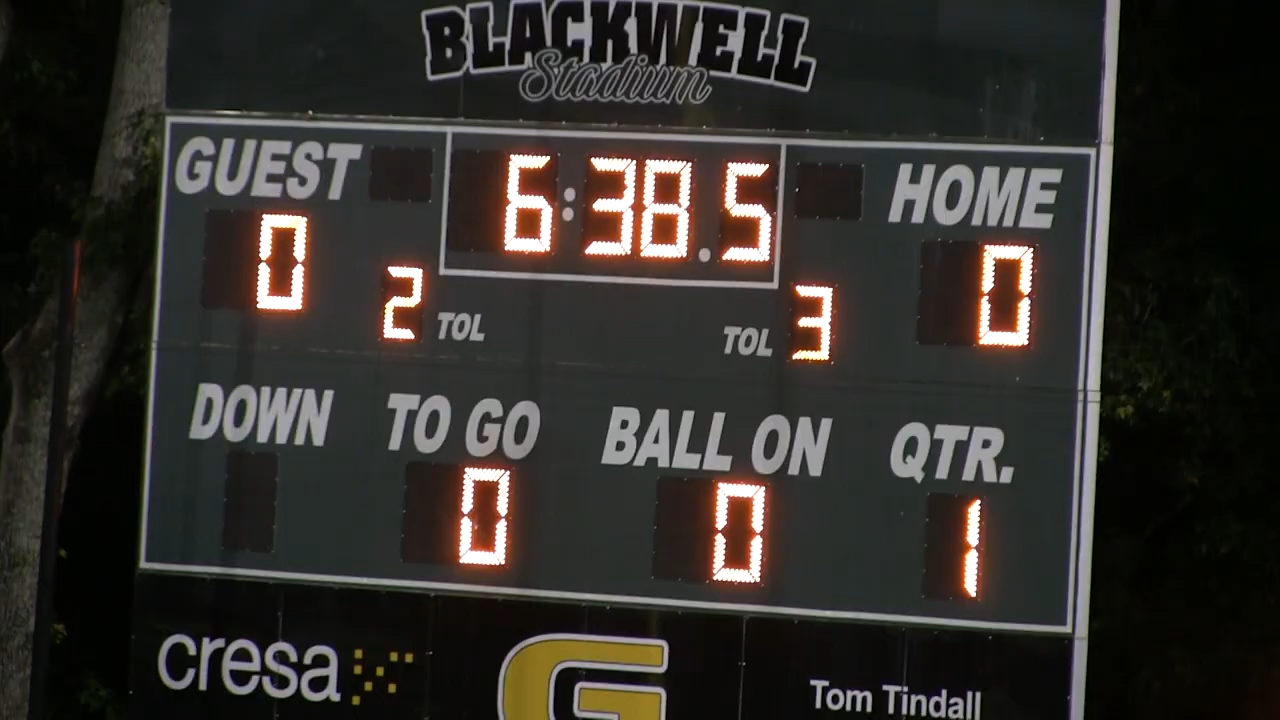 BLACKWELL
Stadium
GUEST 6:38.5 HOME
0 2 TOL TOL 3 0
DOWN TO GO BALL ON QTR.
0 0 1
cresa G Tom Tindall